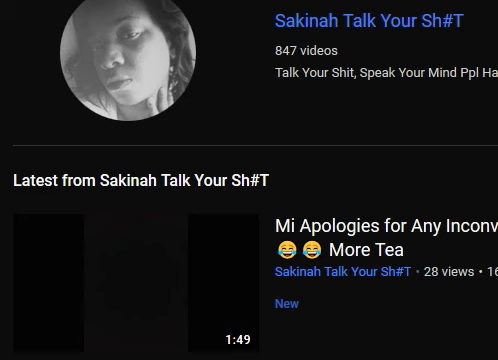 Sakinah Talk Your Sh#T
847 videos
Talk Your Shit, Speak Your Mind Ppl Ha
Latest from Sakinah Talk Your Sh#T
Mi Apologies for Any Inconv
😂 😂 More Tea
Sakinah Talk Your Sh#T • 28 views • 16
New
1:49